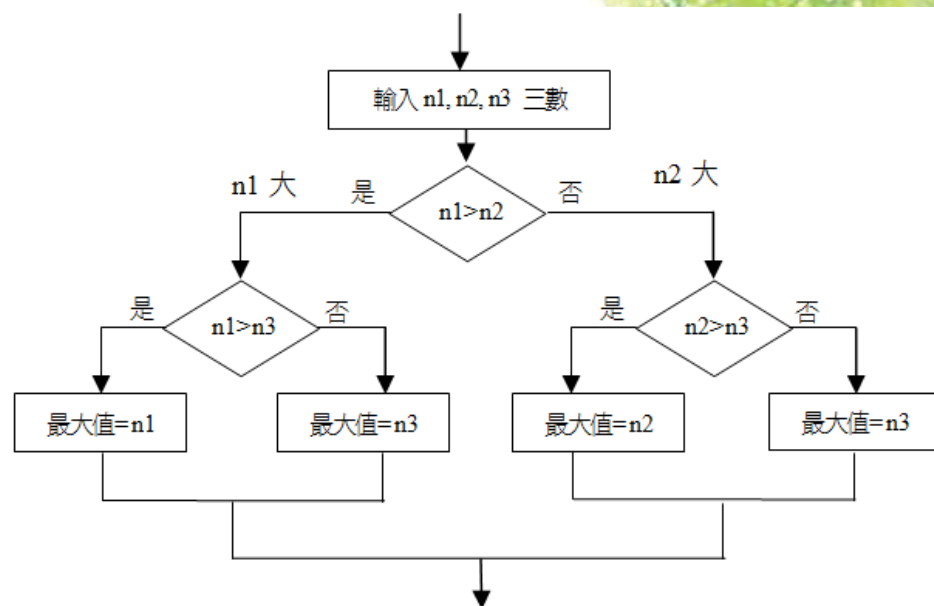 輸入 n1, n2, n3 三數
n1 大
是
n1>n2
否
n2 大
是
n1>n3
否
是
n2>n3
否
最大值=n1
最大值=n3
最大值=n2
最大值=n3